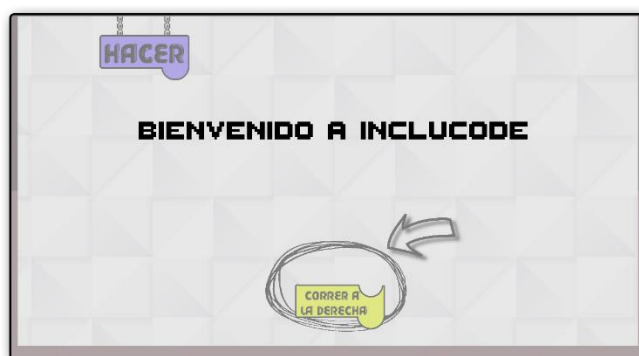 HACER
BIENVENIDO A INCLUCODE
CORRER A
LA DERECHA